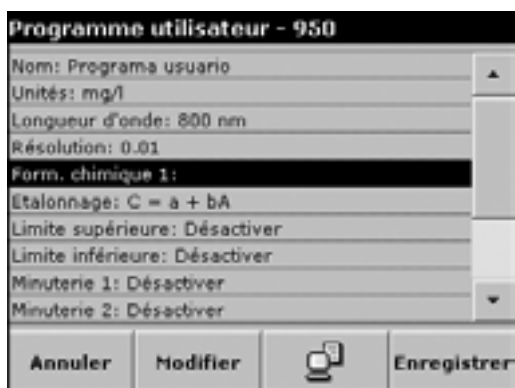 Programme utilisateur - 950
Nom: Programa usuario
Unités: mg/l
Longueur d'onde: 800 nm
Résolution: 0.01
Form. chimique 1:
Etalonnage: C = a + bA
Limite supérieure: Désactiver
Limite inférieure: Désactiver
Minuterie 1: Désactiver
Minuterie 2: Désactiver
Annuler Modifier Enregistrer